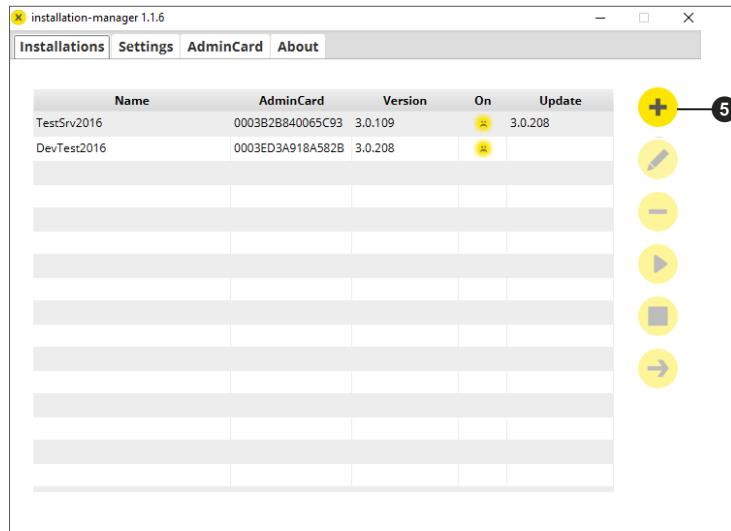 installation-manager 1.1.6
Installations Settings AdminCard About
Name AdminCard Version On Update
TestSrv2016 0003B2B840065C93 3.0.109 3.0.208
DevTest2016 0003ED3A918A582B 3.0.208
5